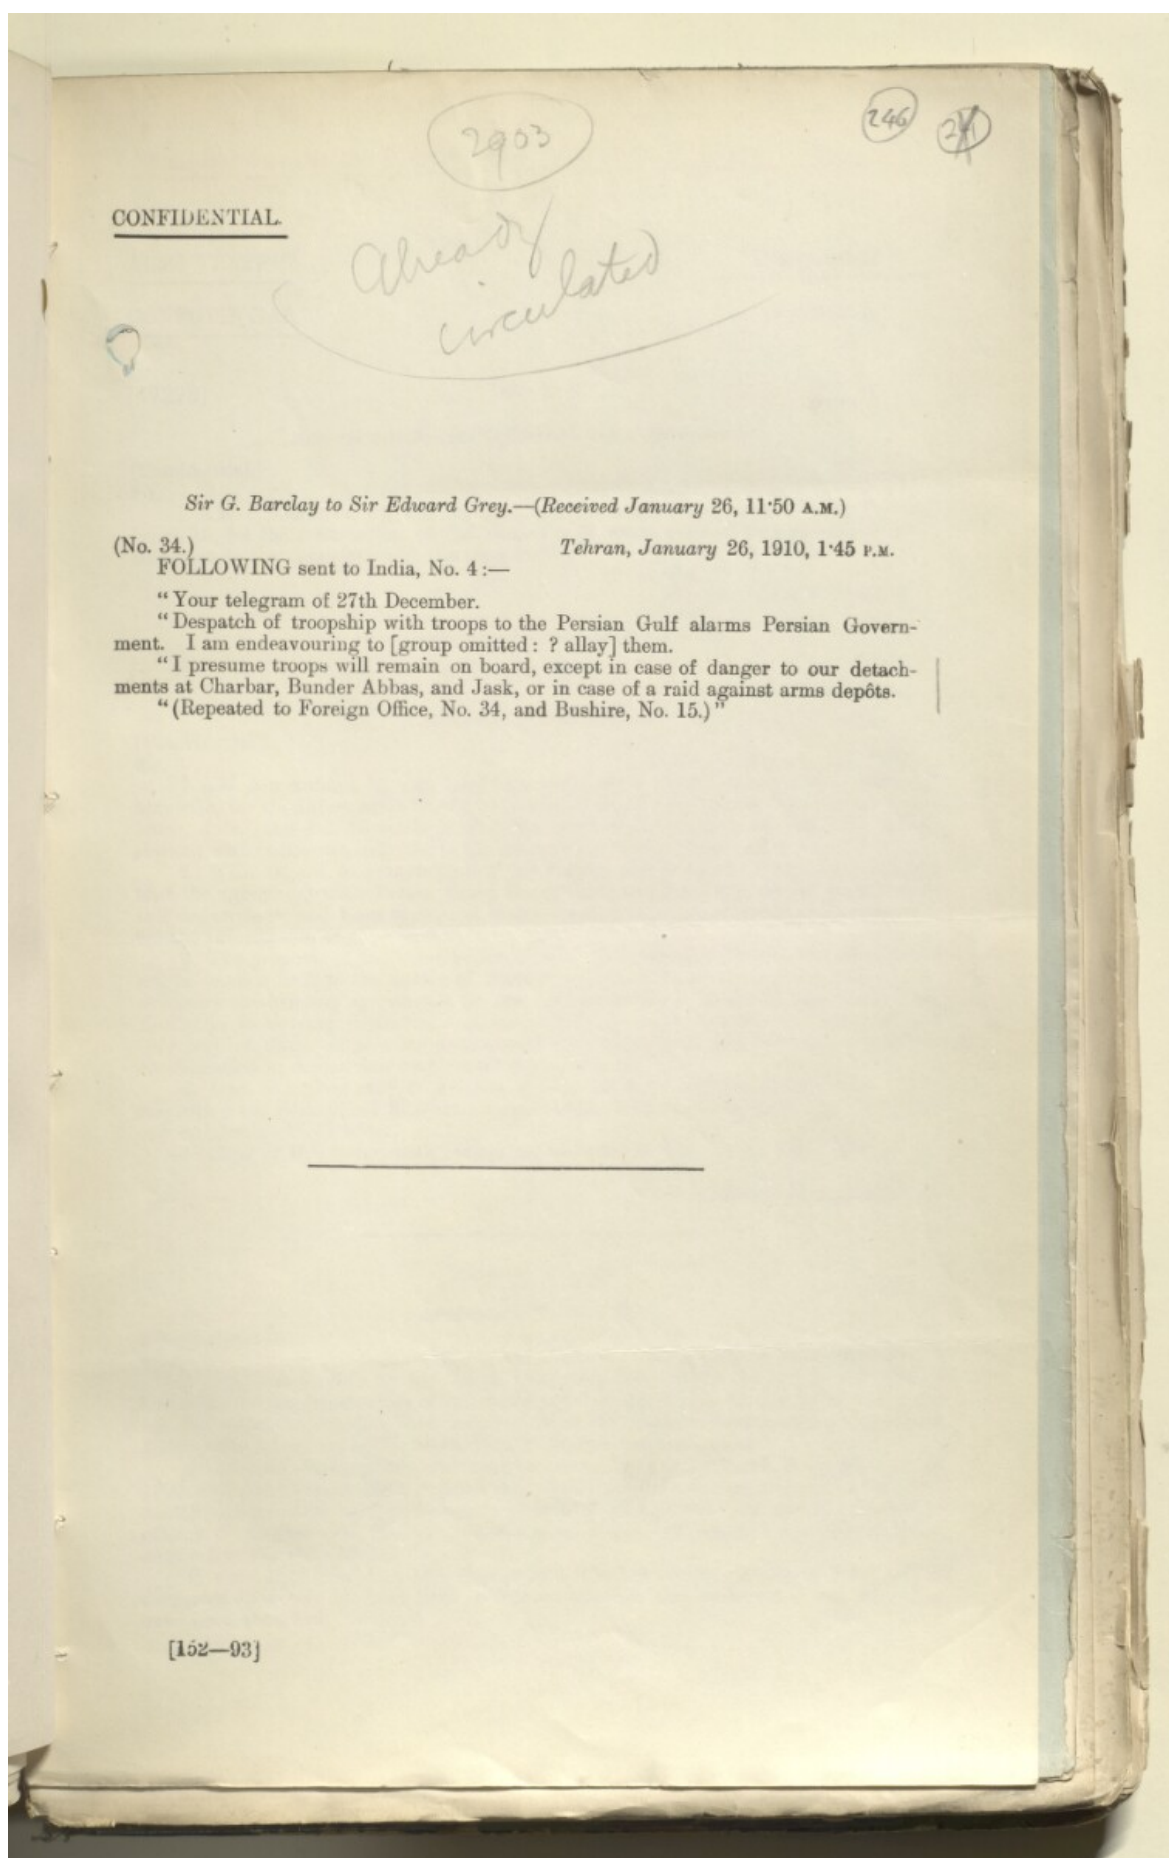 2903
246
CONFIDENTIAL.
Already
circulated
Sir G. Barclay to Sir Edward Grey.—(Received January 26, 11·50 A.M.)
(No. 34.) Tehran, January 26, 1910, 1·45 P.M.
FOLLOWING sent to India, No. 4:—
“Your telegram of 27th December.
“Despatch of troopship with troops to the Persian Gulf alarms Persian Govern-
ment. I am endeavouring to [group omitted: ? allay] them.
“I presume troops will remain on board, except in case of danger to our detach-
ments at Charbar, Bunder Abbas, and Jask, or in case of a raid against arms depôts.
“(Repeated to Foreign Office, No. 34, and Bushire, No. 15.)”
[152—93]